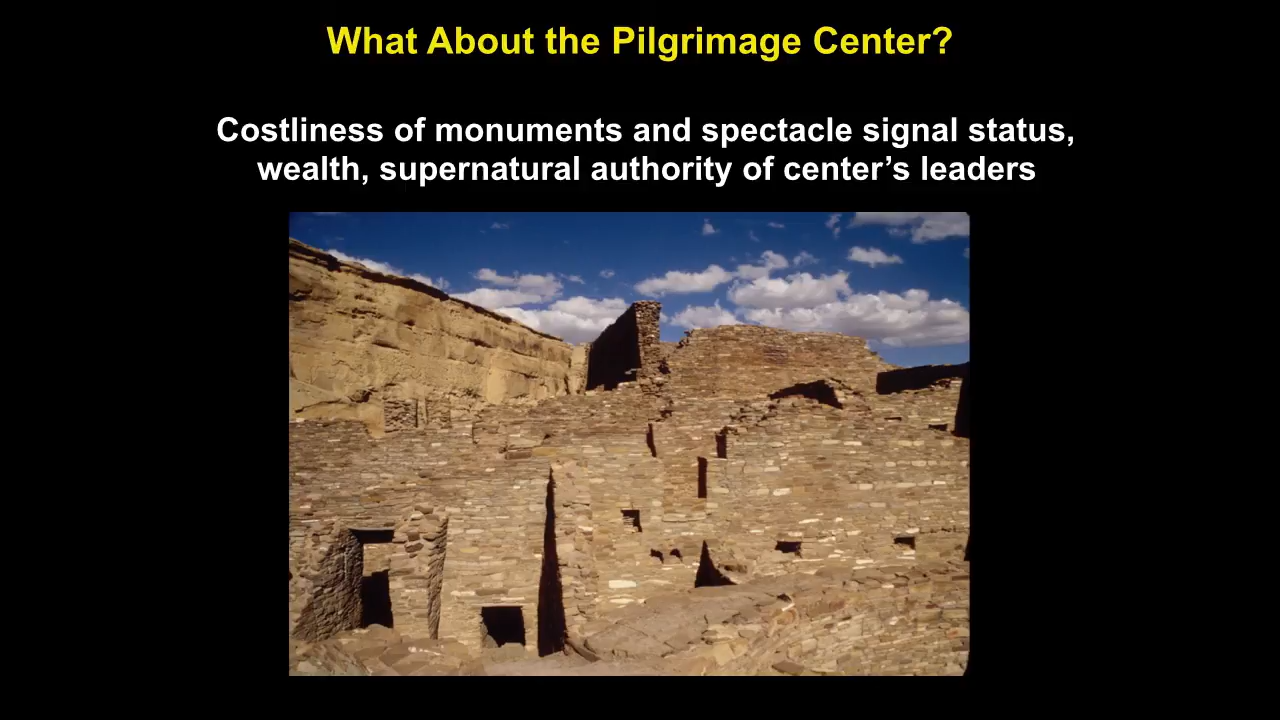 What About the Pilgrimage Center?
Costliness of monuments and spectacle signal status,
wealth, supernatural authority of center’s leaders